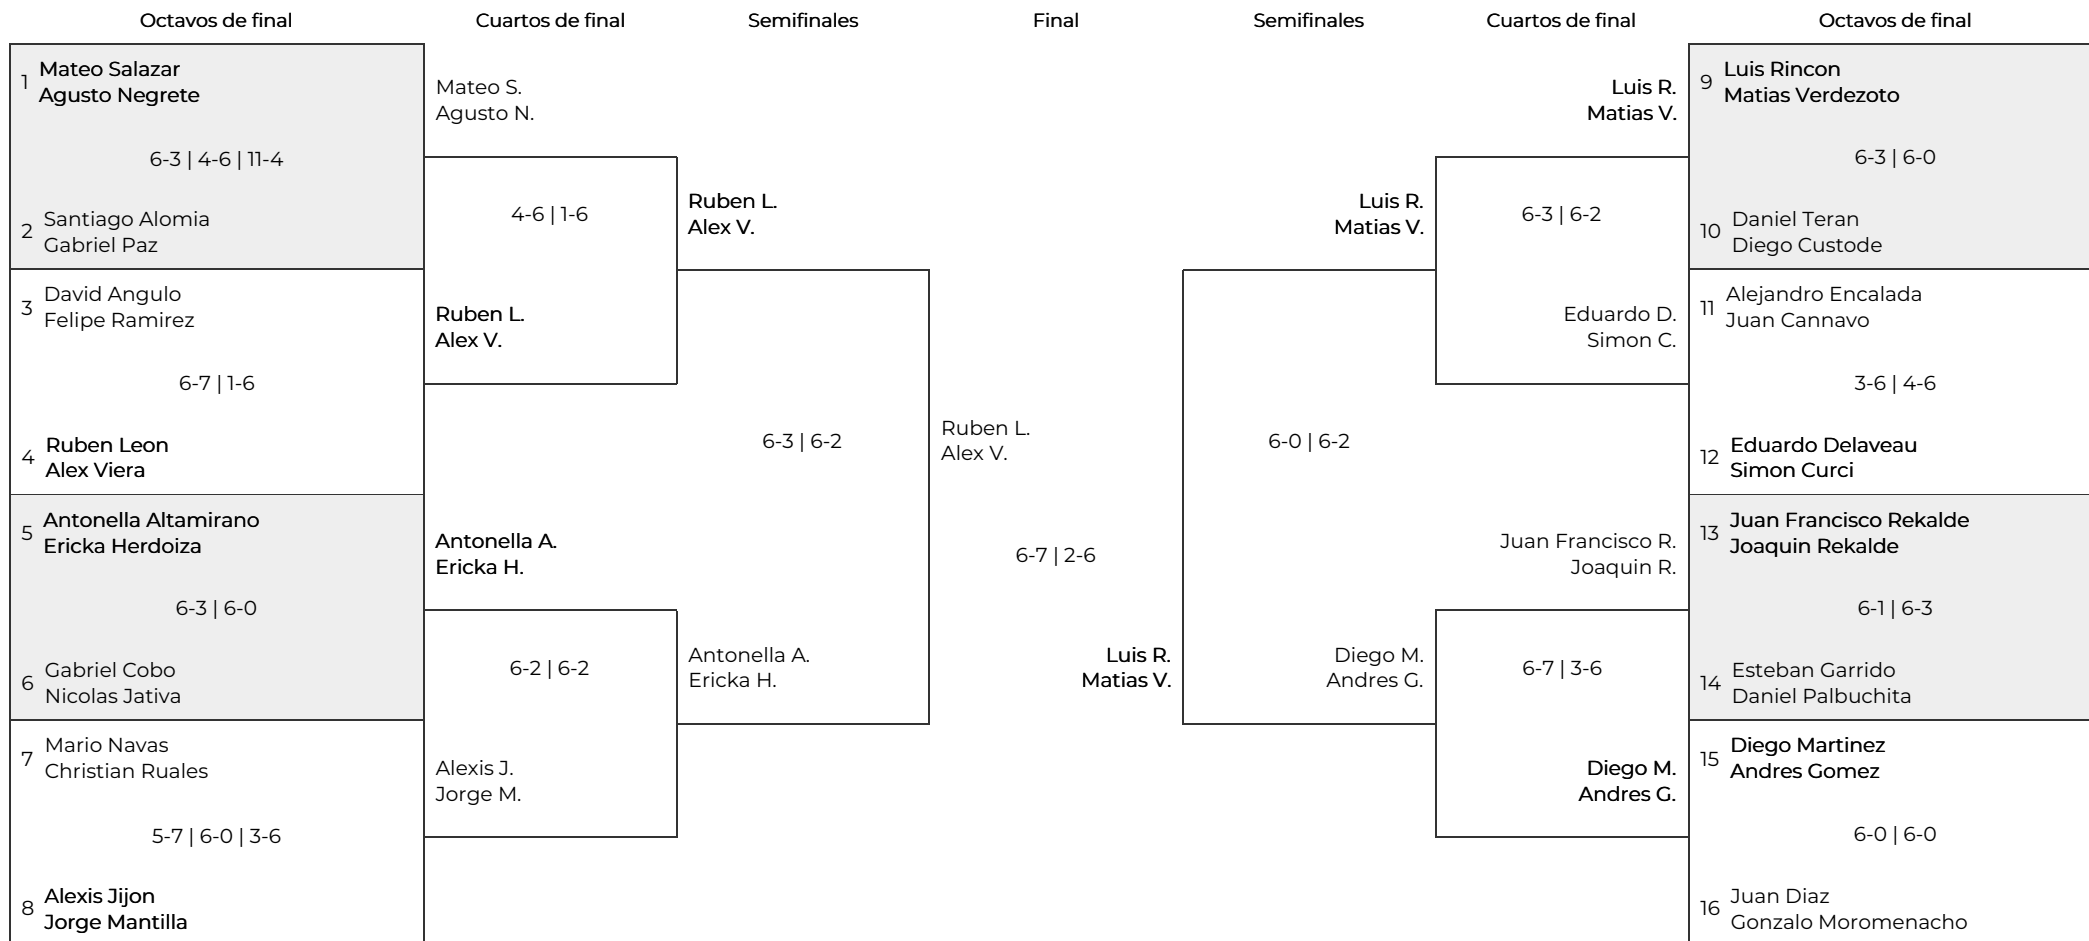 Octavos de final
Cuartos de final
Semifinales
Final
Semifinales
Cuartos de final
Octavos de final
1
Mateo Salazar
Agusto Negrete
6-3 | 4-6 | 11-4
2
Santiago Alomia
Gabriel Paz
3
David Angulo
Felipe Ramirez
6-7 | 1-6
4
Ruben Leon
Alex Viera
5
Antonella Altamirano
Ericka Herdoiza
6-3 | 6-0
6
Gabriel Cobo
Nicolas Jativa
7
Mario Navas
Christian Ruales
5-7 | 6-0 | 3-6
8
Alexis Jijon
Jorge Mantilla
Mateo S.
Agusto N.
4-6 | 1-6
Ruben L.
Alex V.
Antonella A.
Ericka H.
6-2 | 6-2
Alexis J.
Jorge M.
Ruben L.
Alex V.
6-3 | 6-2
Antonella A.
Ericka H.
Ruben L.
Alex V.
6-7 | 2-6
Luis R.
Matias V.
Luis R.
Matias V.
6-0 | 6-2
Diego M.
Andres G.
Luis R.
Matias V.
6-3 | 6-2
Eduardo D.
Simon C.
Juan Francisco R.
Joaquin R.
6-7 | 3-6
Diego M.
Andres G.
9
Luis Rincon
Matias Verdezoto
6-3 | 6-0
10
Daniel Teran
Diego Custode
11
Alejandro Encalada
Juan Cannavo
3-6 | 4-6
12
Eduardo Delaveau
Simon Curci
13
Juan Francisco Rekalde
Joaquin Rekalde
6-1 | 6-3
14
Esteban Garrido
Daniel Palbuchita
15
Diego Martinez
Andres Gomez
6-0 | 6-0
16
Juan Diaz
Gonzalo Moromenacho